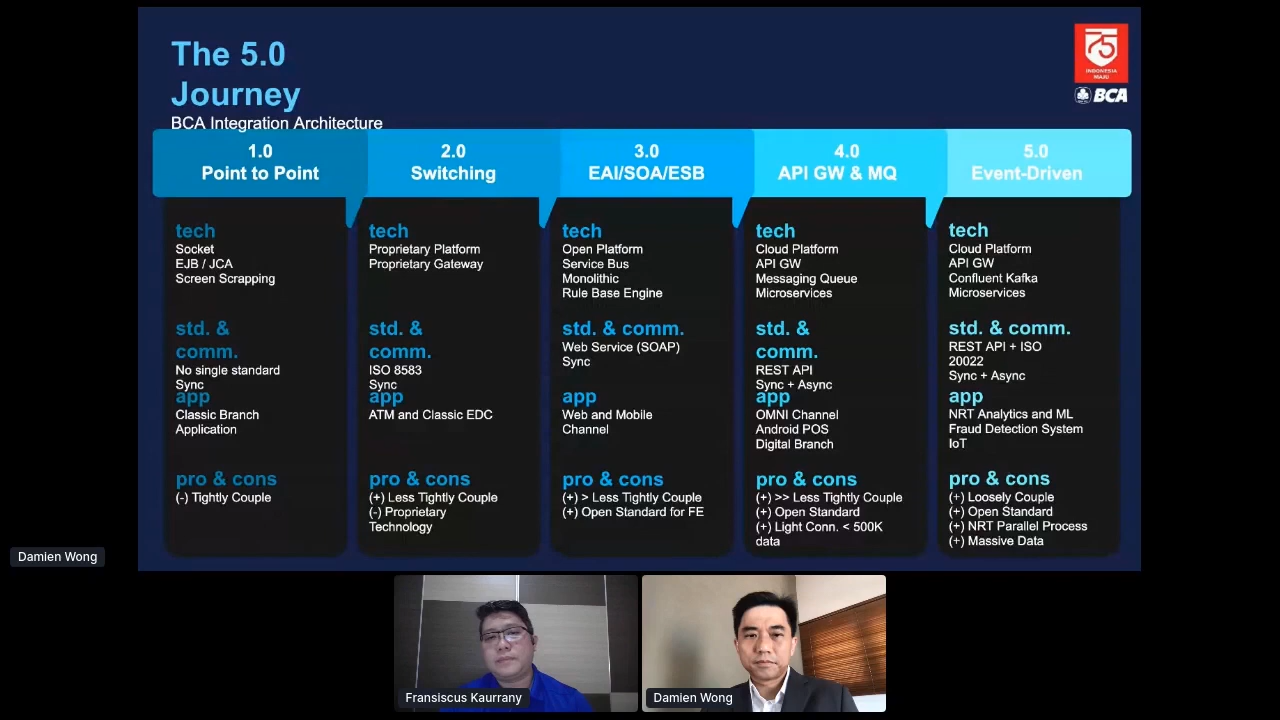 The 5.0
Journey
BCA Integration Architecture
75
INDONESIA
MAJU
BCA
1.0
Point to Point
2.0
Switching
3.0
EAI/SOA/ESB
4.0
API GW & MQ
5.0
Event-Driven
tech
Socket
EJB / JCA
Screen Scrapping
std. &
comm.
No single standard
Sync
app
Classic Branch
Application
pro & cons
(-) Tightly Couple
tech
Proprietary Platform
Proprietary Gateway
std. &
comm.
ISO 8583
Sync
app
ATM and Classic EDC
pro & cons
(+) Less Tightly Couple
(-) Proprietary
Technology
tech
Open Platform
Service Bus
Monolithic
Rule Base Engine
std. & comm.
Web Service (SOAP)
Sync
app
Web and Mobile
Channel
pro & cons
(+) > Less Tightly Couple
(+) Open Standard for FE
tech
Cloud Platform
API GW
Messaging Queue
Microservices
std. &
comm.
REST API
Sync + Async
app
OMNI Channel
Android POS
Digital Branch
pro & cons
(+) >> Less Tightly Couple
(+) Open Standard
(+) Light Conn. < 500K
data
tech
Cloud Platform
API GW
Confluent Kafka
Microservices
std. & comm.
REST API + ISO
20022
Sync + Async
app
NRT Analytics and ML
Fraud Detection System
IoT
pro & cons
(+) Loosely Couple
(+) Open Standard
(+) NRT Parallel Process
(+) Massive Data
Damien Wong
Fransiscus Kaurrany
Damien Wong